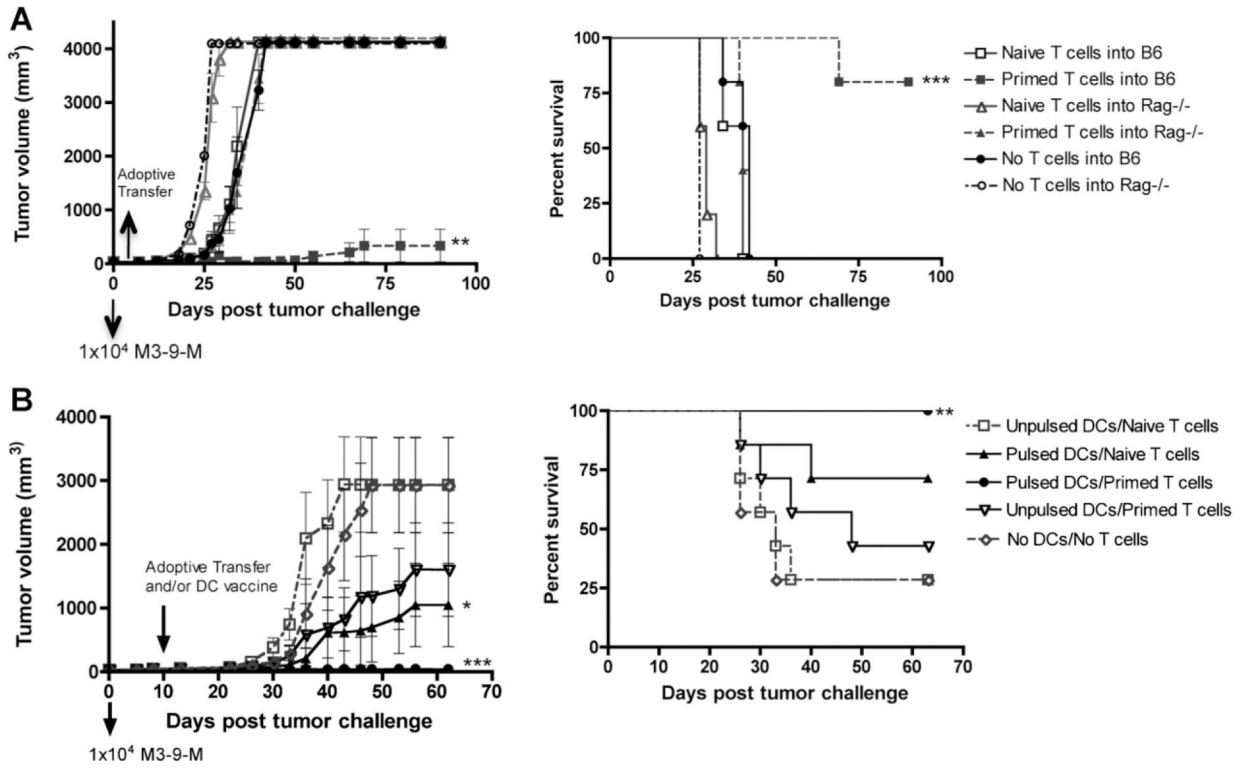 A
Tumor volume (mm³)
4000
3000
2000
1000
0
Adoptive
Transfer
0
25
50
75
100
Days post tumor challenge
1x10⁴ M3-9-M
**
Percent survival
100
75
50
25
0
0
25
50
75
100
Days post tumor challenge
***
Naive T cells into B6
Primed T cells into B6
Naive T cells into Rag-/-
Primed T cells into Rag-/-
No T cells into B6
No T cells into Rag-/-
B
Tumor volume (mm³)
4000
3000
2000
1000
0
Adoptive Transfer
and/or DC vaccine
*
***
0 10 20 30 40 50 60 70
Days post tumor challenge
1x10⁴ M3-9-M
Percent survival
100
75
50
25
0
**
0 10 20 30 40 50 60 70
Days post tumor challenge
Unpulsed DCs/Naive T cells
Pulsed DCs/Naive T cells
Pulsed DCs/Primed T cells
Unpulsed DCs/Primed T cells
No DCs/No T cells